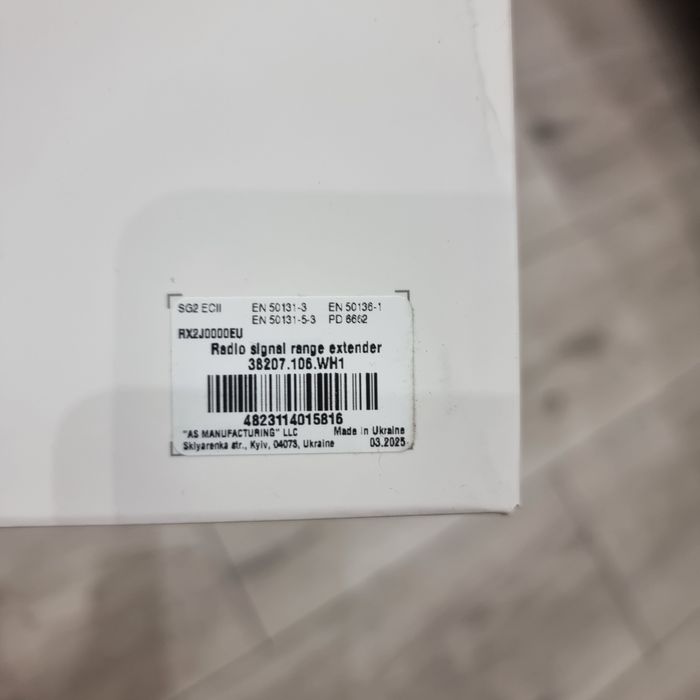 SG2 ECII EN 50131-3 EN 50136-1
EN 50131-5-3 PD 6662
RX2J0000EU
Radio signal range extender
38207.106.WH1
4823114015816
"AS MANUFACTURING" LLC Made in Ukraine
Sklyarenka str., Kyiv, 04073, Ukraine 03.2025